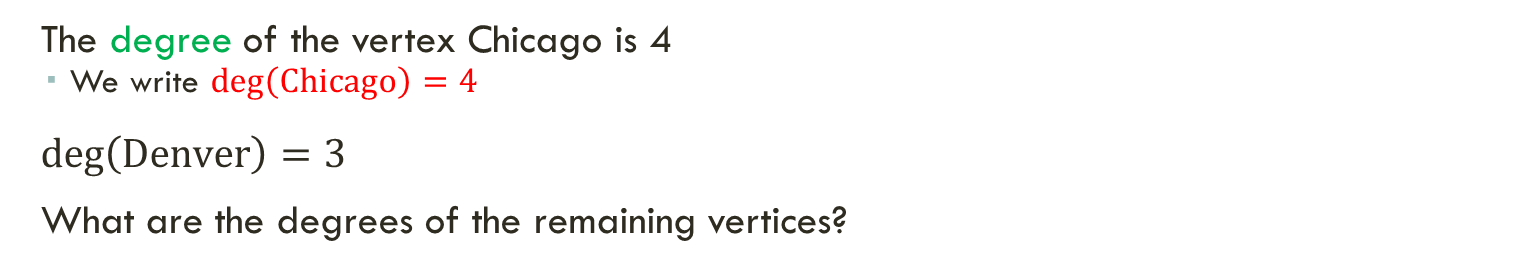 The degree of the vertex Chicago is 4
▪ We write deg(Chicago) = 4
deg(Denver) = 3
What are the degrees of the remaining vertices?